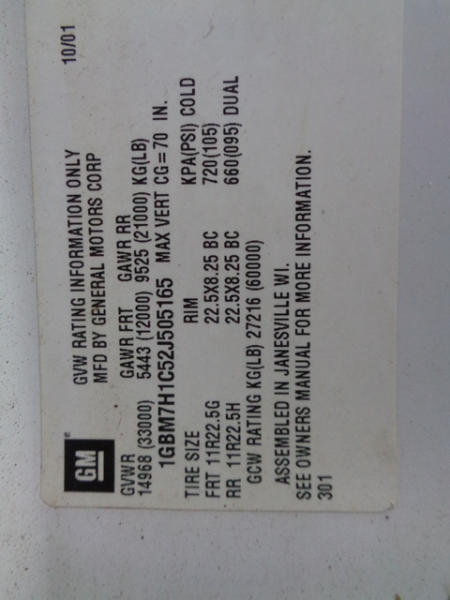 GM
GVW RATING INFORMATION ONLY 10/01
MFD BY GENERAL MOTORS CORP
GVWR GAWR FRT GAWR RR
14968 (33000) 5443 (12000) 9525 (21000) KG(LB)
1GBM7H1C52J505165 MAX VERT CG=70 IN.
TIRE SIZE RIM KPA(PSI) COLD
FRT 11R22.5G 22.5X8.25 BC 720(105)
RR 11R22.5H 22.5X8.25 BC 660(095) DUAL
GCW RATING KG(LB) 27216 (60000)
ASSEMBLED IN JANESVILLE WI.
SEE OWNERS MANUAL FOR MORE INFORMATION.
301